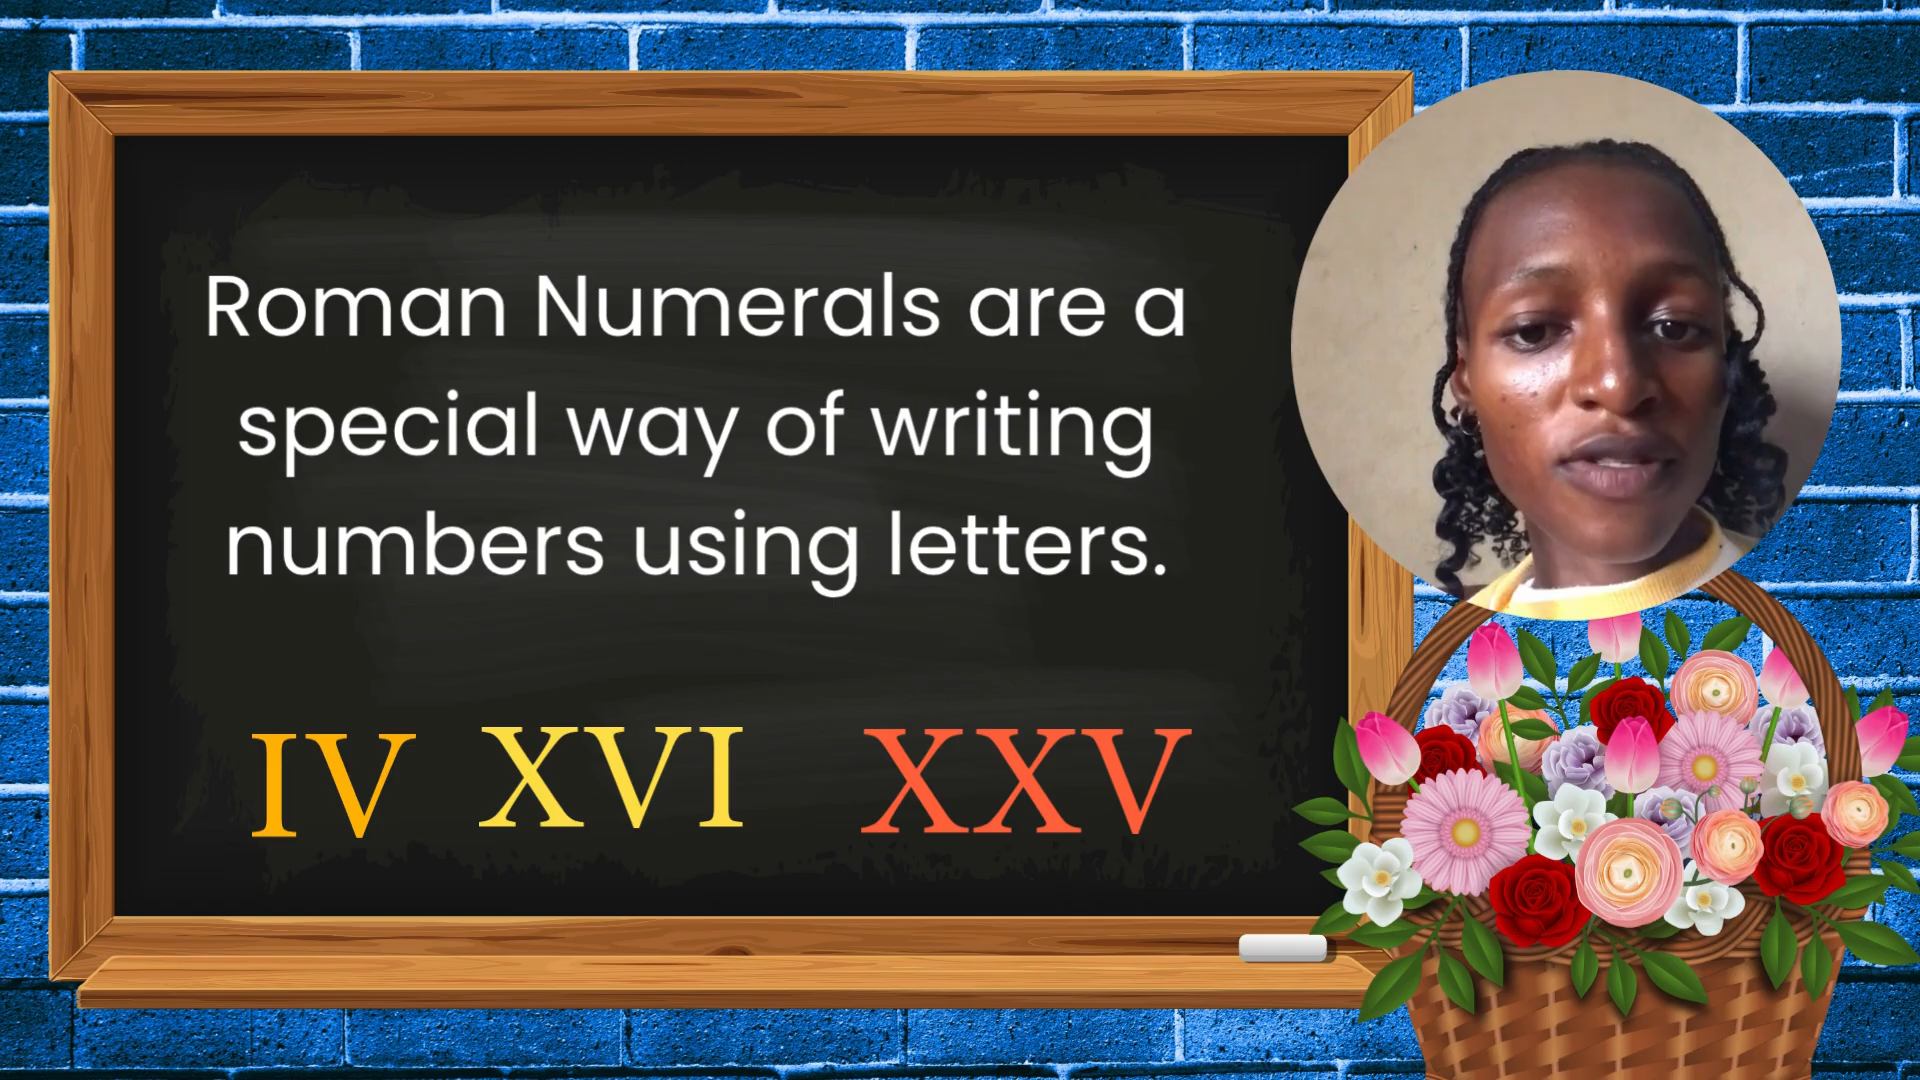 Roman Numerals are a
special way of writing
numbers using letters.
IV XVI XXV